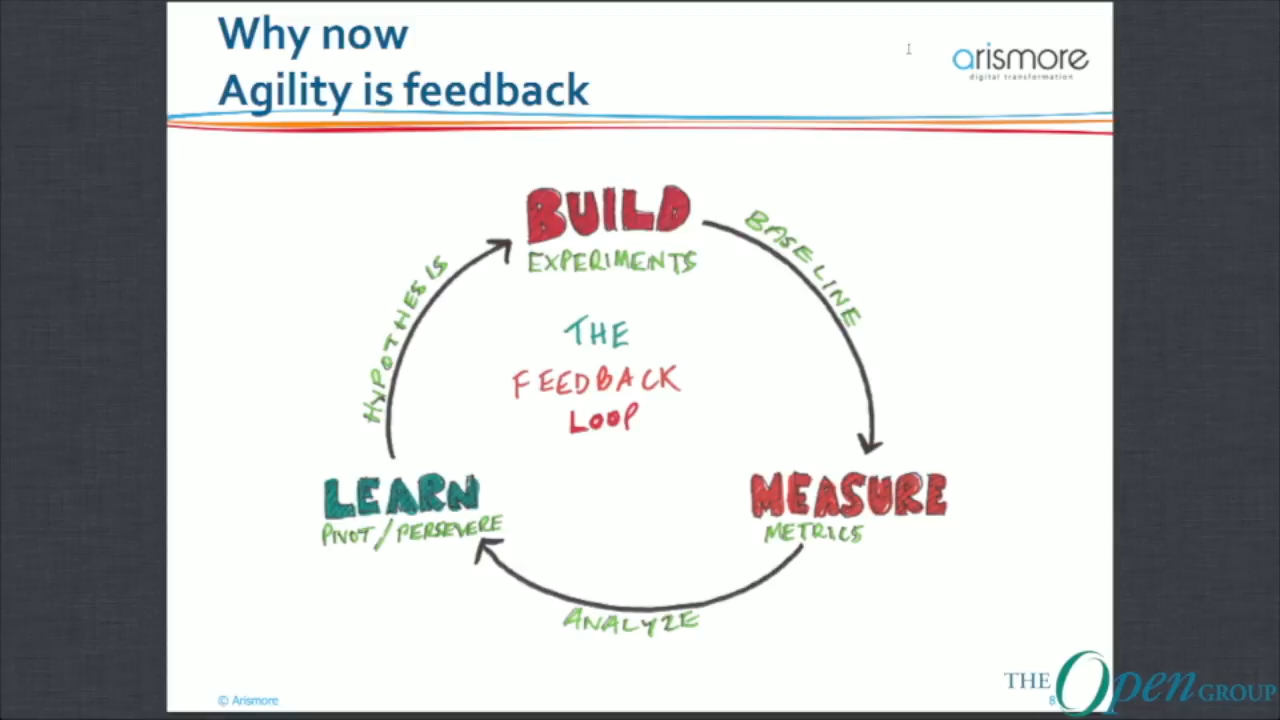 Why now
Agility is feedback
arismore
digital transformation
BUILD
EXPERIMENTS
BASELINE
HYPOTHESIS
THE
FEEDBACK
LOOP
LEARN
PIVOT/PERSEVERE
MEASURE
METRICS
ANALYZE
© Arismore
8
THE Open GROUP